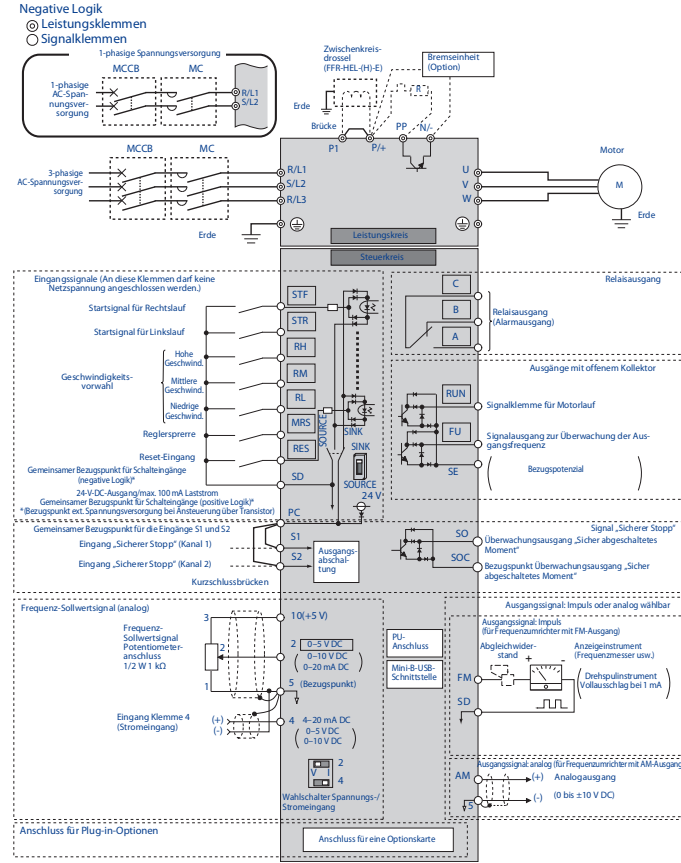 Negative Logik
Leistungsklemmen
Signalklemmen
1-phasige Spannungsversorgung
MCCB
MC
1-phasige
AC-Span-
nungsver-
sorgung
R/L1
S/L2
Zwischenkreis-
drossel
(FFR-HEL-(H)-E)
Bremseinheit
(Option)
R
Erde
Brücke
P1
P/+
PP
N/-
MCCB
MC
3-phasige
AC-Spannungsver-
sorgung
R/L1
S/L2
R/L3
Erde
U
V
W
Motor
M
Erde
Leistungskreis
Steuerkreis
Eingangssignale (An diese Klemmen darf keine
Netzspannung angeschlossen werden.)
Startsignal für Rechtslauf
Startsignal für Linkslauf
Geschwindigkeits-
vorwahl
Hohe
Geschwind.
Mittlere
Geschwind.
Niedrige
Geschwind.
Reglersperre
Reset-Eingang
Gemeinsamer Bezugspunkt für Schalteingänge
(negative Logik)*
24-V-DC-Ausgang/max. 100 mA Laststrom
Gemeinsamer Bezugspunkt für Schalteingänge (positive Logik)*
*(Bezugspunkt ext. Spannungsversorgung bei Ansteuerung über Transistor)
STF
STR
RH
RM
RL
MRS
RES
SD
PC
SOURCE
SINK
SINK
SOURCE
24 V
C
B
A
Relaisausgang
Relaisausgang
(Alarmausgang)
Ausgänge mit offenem Kollektor
RUN
Signalklemme für Motorlauf
FU
Signalausgang zur Überwachung der Aus-
gangsfrequenz
SE
Bezugspotenzial
Gemeinsamer Bezugspunkt für die Eingänge S1 und S2
Eingang „Sicherer Stopp“ (Kanal 1)
Eingang „Sicherer Stopp“ (Kanal 2)
Kurzschlussbrücken
S1
S2
Ausgangs-
abschal-
tung
Signal „Sicherer Stopp“
SO
Überwachungsausgang „Sicher abgeschaltetes
Moment“
SOC
Bezugspunkt Überwachungsausgang „Sicher
abgeschaltetes Moment“
Frequenz-Sollwertsignal (analog)
Frequenz-
Sollwertsignal
Potentiometer-
anschluss
1/2 W 1 kΩ
3
2
1
10(+5 V)
2
0–5 V DC
0–10 V DC
0–20 mA DC
5
(Bezugspunkt)
Eingang Klemme 4
(Stromeingang)
(+)
(-)
4
4–20 mA DC
0–5 V DC
0–10 V DC
V
I
2
4
Wahlschalter Spannungs-/
Stromeingang
PU-
Anschluss
Mini-B-USB-
Schnittstelle
Ausgangssignal: Impuls oder analog wählbar
Ausgangssignal: Impuls
(für Frequenzumrichter mit FM-Ausgang)
Abgleichwider-
stand
Anzeigeinstrument
(Frequenzmesser usw.)
FM
+
-
Drehspulinstrument
Vollausschlag bei 1 mA
SD
Ausgangssignal: analog (für Frequenzumrichter mit AM-Ausgang
AM
(+)
Analogausgang
5
(-)
(0 bis ±10 V DC)
Anschluss für Plug-in-Optionen
Anschluss für eine Optionskarte